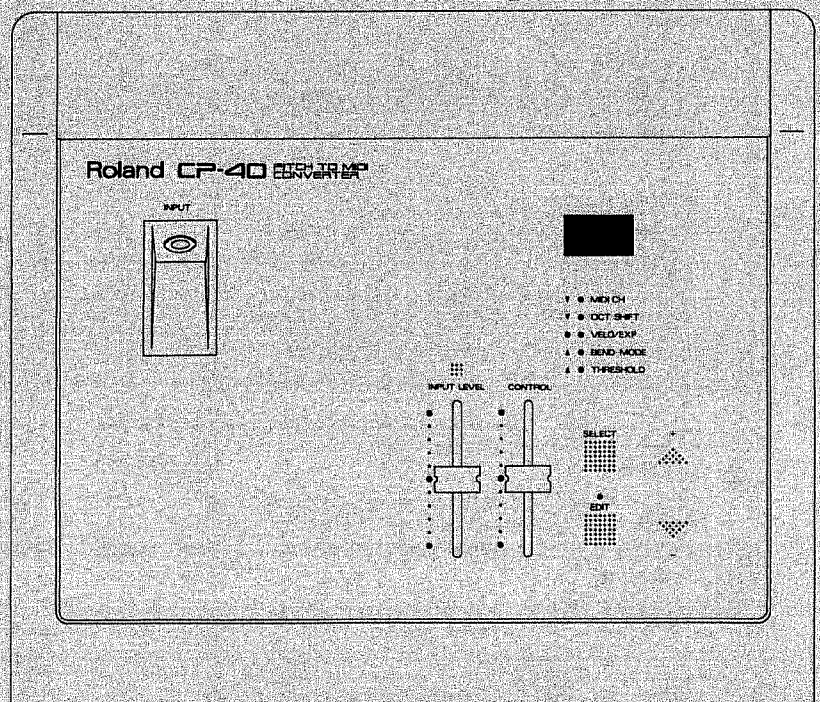 Roland CP-40 PITCH TO MIDI
CONVERTER
INPUT
MIDI CH
OCT SHIFT
VELO/EXP
BEND MODE
THRESHOLD
INPUT LEVEL
CONTROL
SELECT
+
EDIT
-